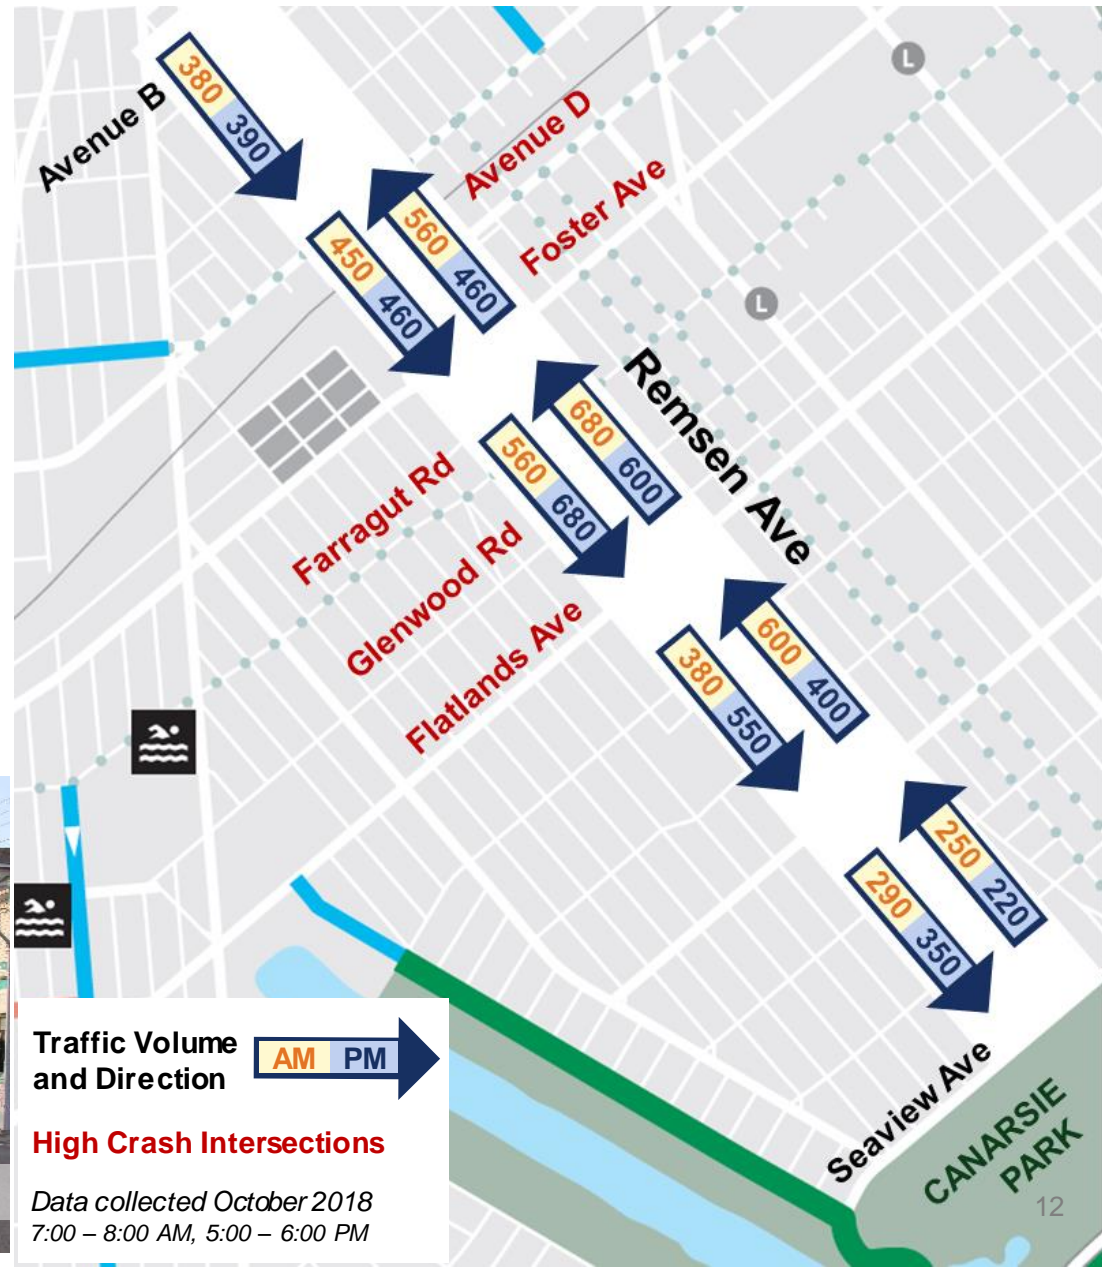 Avenue B
380 390
Avenue D
Foster Ave
560 460
450 460
L
L
Remsen Ave
680 600
560 680
Farragut Rd
Glenwood Rd
Flatlands Ave
600 400
380 550
250 220
290 350
Seaview Ave
CANARSIE
PARK
12
Traffic Volume
and Direction
AM PM
High Crash Intersections
Data collected October 2018
7:00 – 8:00 AM, 5:00 – 6:00 PM